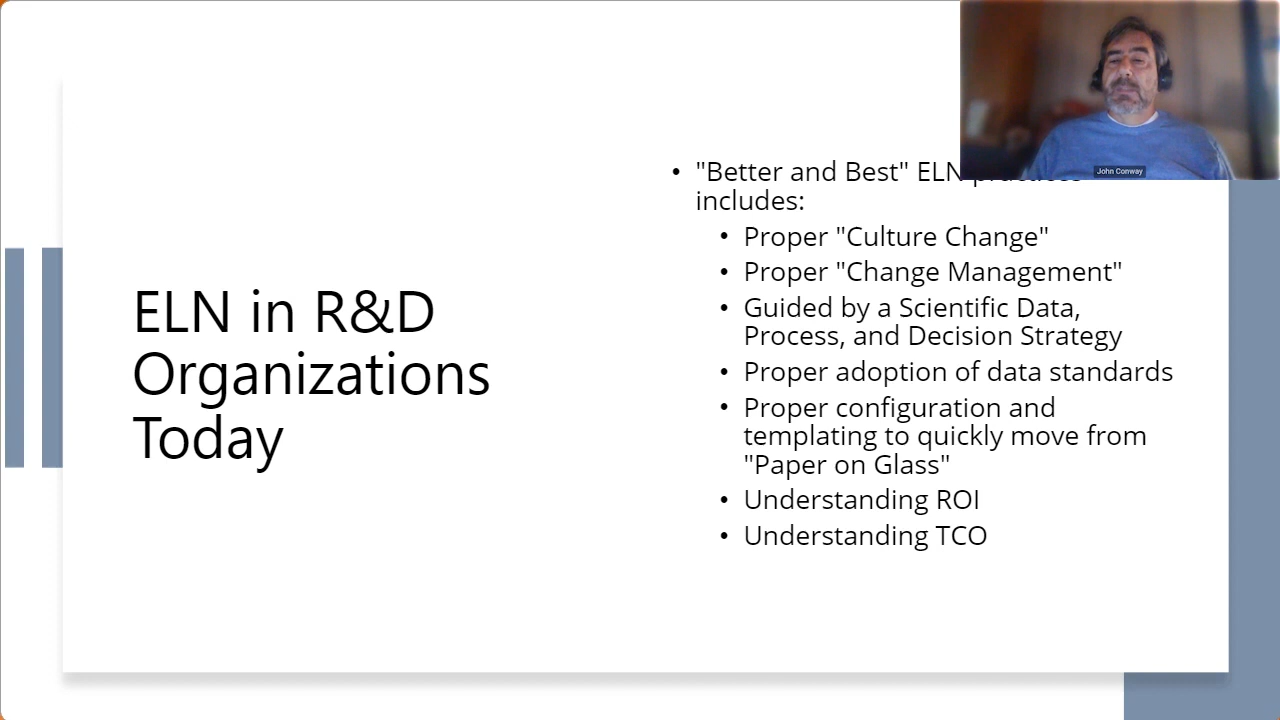 John Conway
ELN in R&D
Organizations
Today
• "Better and Best" ELN practices
includes:
• Proper "Culture Change"
• Proper "Change Management"
• Guided by a Scientific Data,
Process, and Decision Strategy
• Proper adoption of data standards
• Proper configuration and
templating to quickly move from
"Paper on Glass"
• Understanding ROI
• Understanding TCO